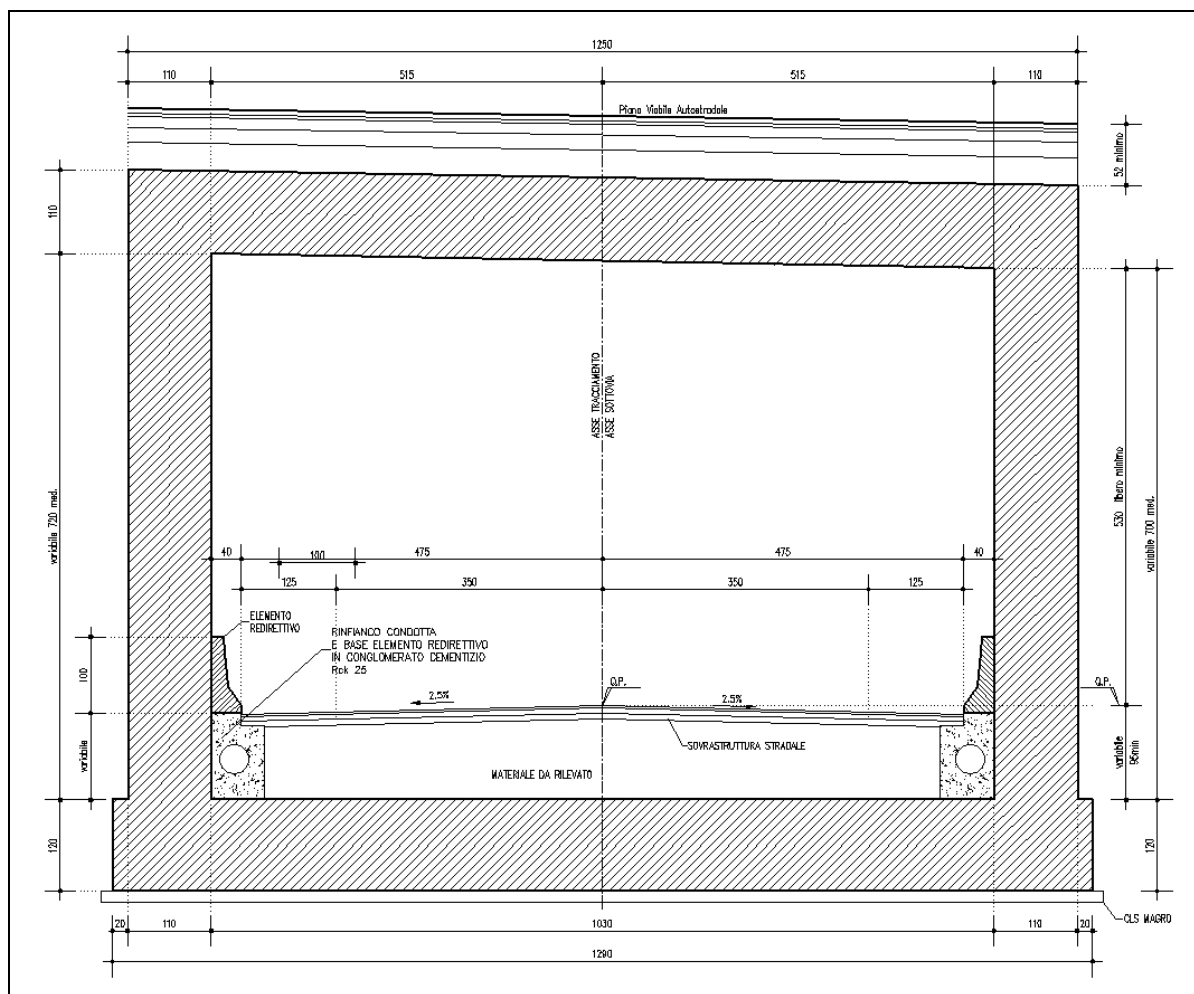 1250
110
515
515
110
Piano Viabile Autostradale
52 minimo
110
ASSE TRACCIAMENTO
ASSE SOTTOVIA
variabile 720 med.
530 libero minimo
variabile 700 med.
40
100
475
475
40
125
350
350
125
ELEMENTO
REDIRETTIVO
RINFIANCO CONDOTTA
E BASE ELEMENTO REDIRETTIVO
IN CONGLOMERATO CEMENTIZIO
Rck 25
100
2.5%
Q.P.
2.5%
Q.P.
variabile
SOVRASTRUTTURA STRADALE
variabile
95min
MATERIALE DA RILEVATO
120
120
CLS MAGRO
20
110
1030
110
20
1290